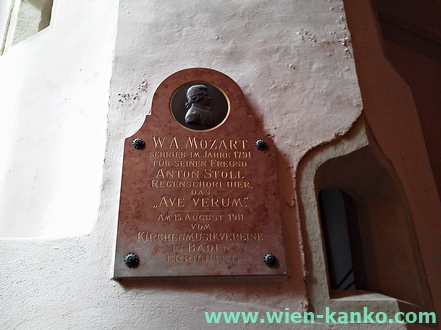 W. A. MOZART
SCHRIEB IM JAHRE 1791
FÜR SEINEN FREUND
ANTON STOLL
REGENSCHORI HIER,
DAS
„AVE VERUM".
AM 15. AUGUST 1911
VOM
KIRCHENMUSIKVEREINE
IN BADEN
ERRICHTET
www.wien-kanko.com